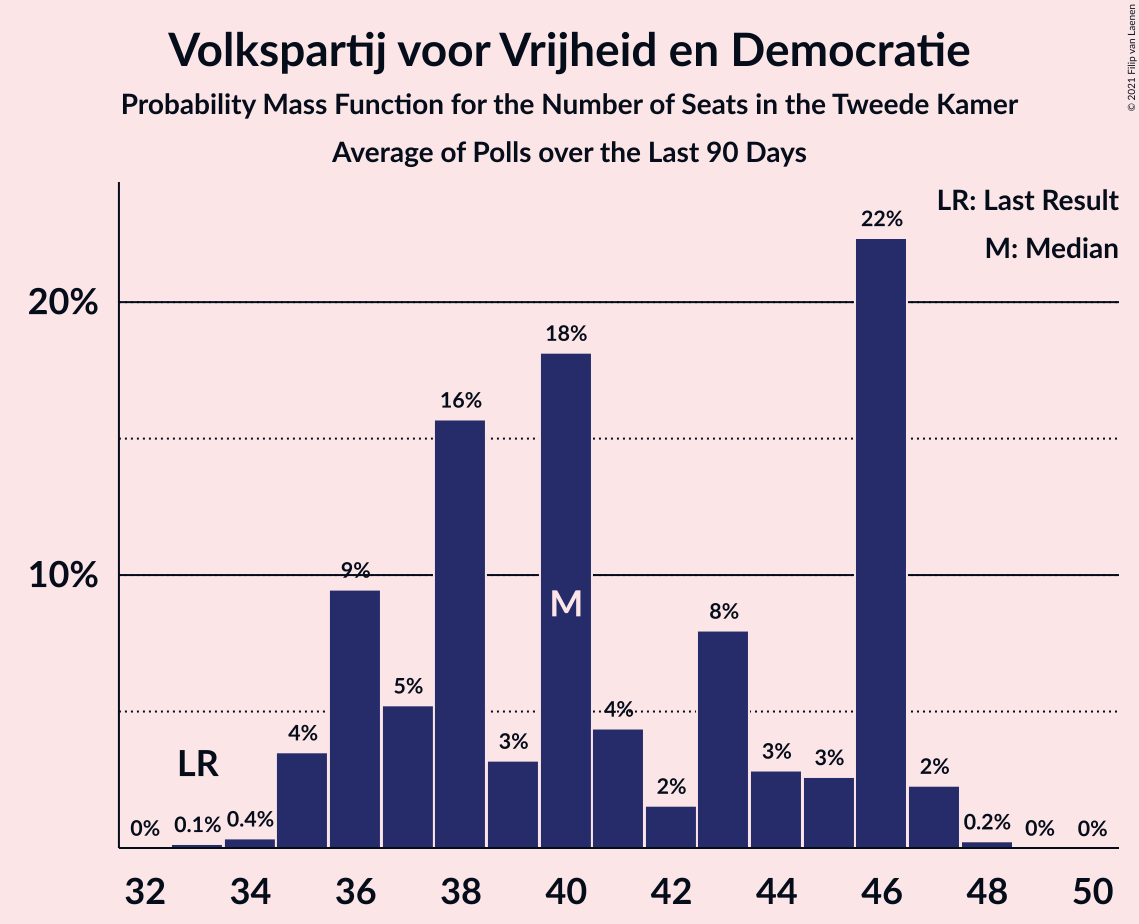 Volkspartij voor Vrijheid en Democratie
Probability Mass Function for the Number of Seats in the Tweede Kamer
Average of Polls over the Last 90 Days
© 2021 Filip van Laenen
LR: Last Result
M: Median
20%
10%
0%
0.1%
0.4%
4%
9%
5%
16%
3%
18%
4%
2%
8%
3%
3%
22%
2%
0.2%
0%
0%
LR
M
32 34 36 38 40 42 44 46 48 50